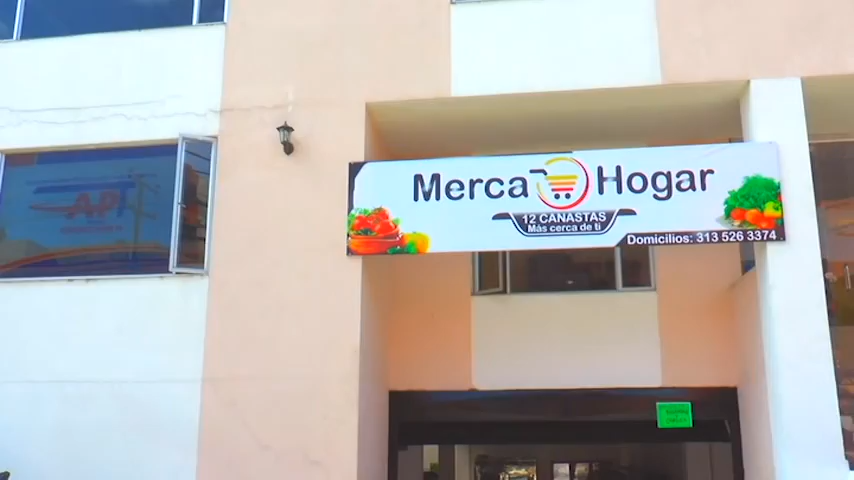 Merca Hogar
12 CANASTAS
Más cerca de ti
Domicilios: 313 526 3374